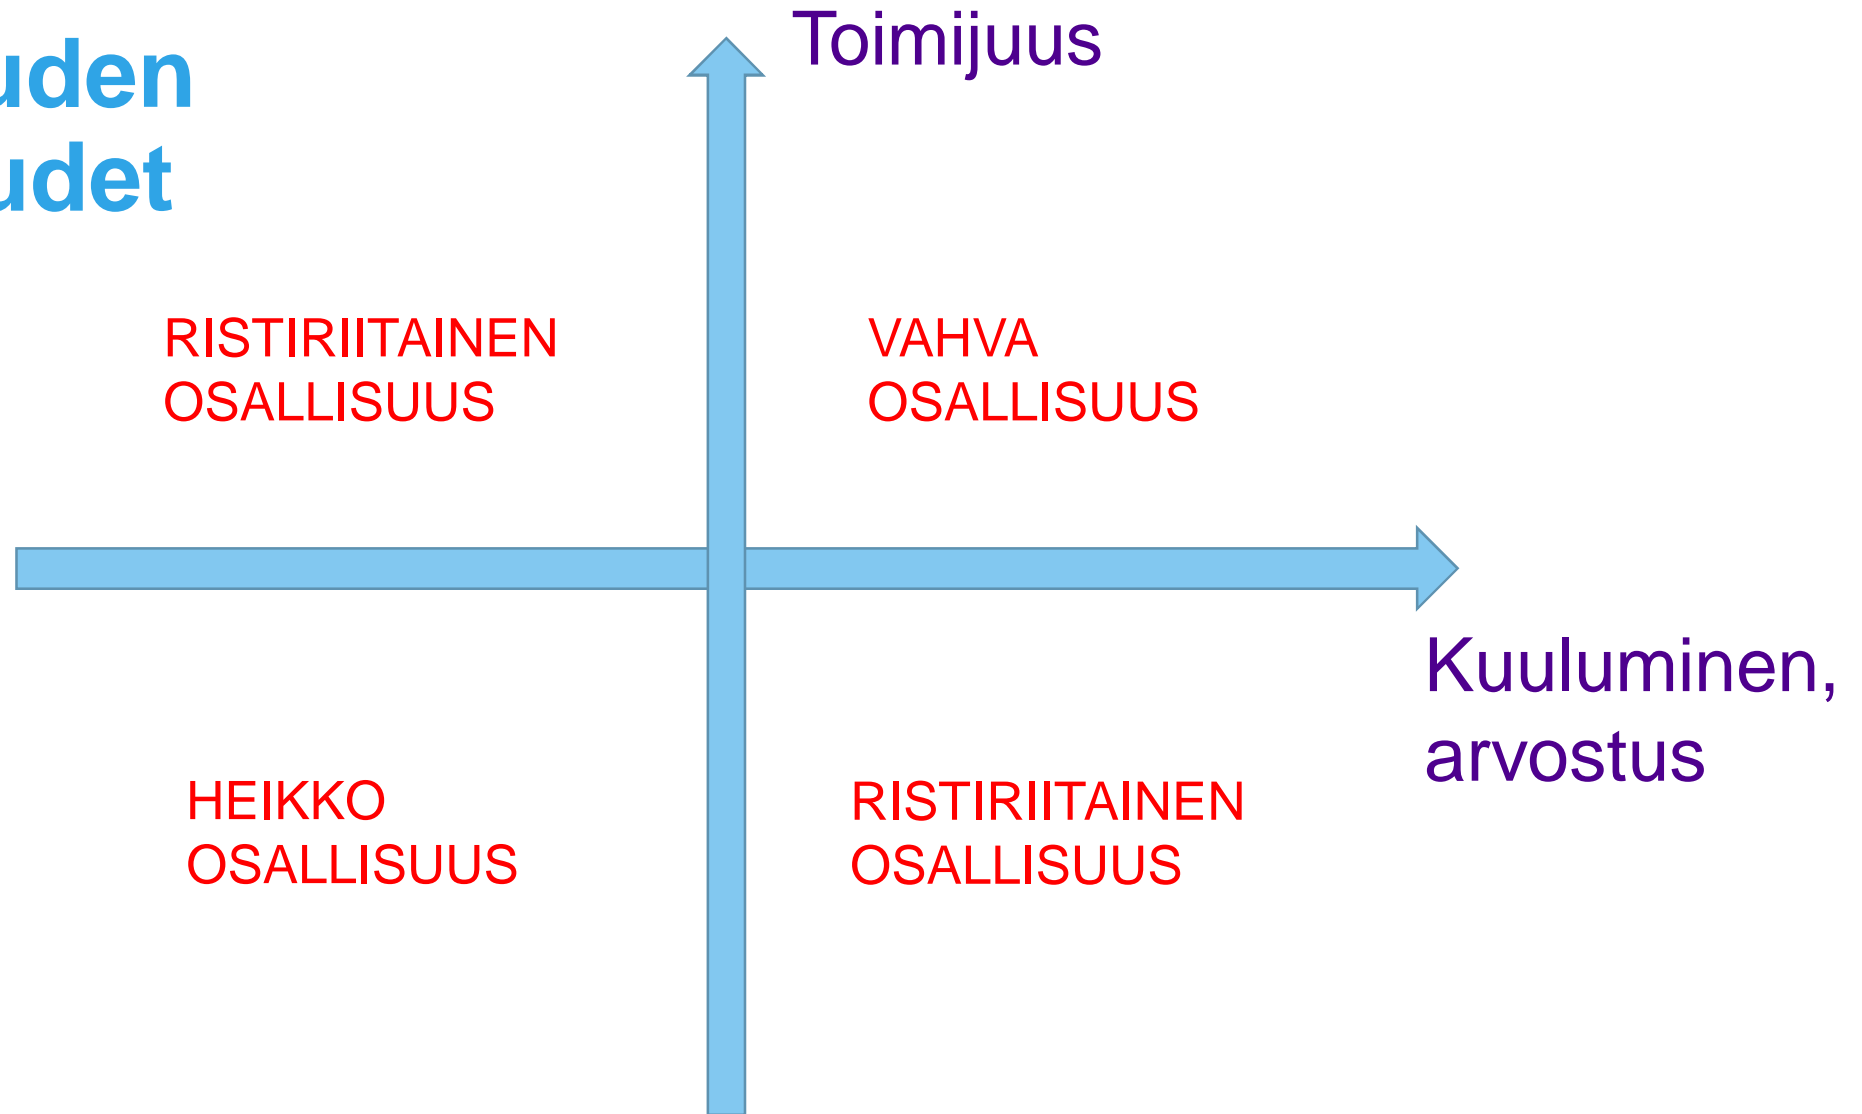 Toimijuus
uden
udet
RISTIRIITAINEN
OSALLISUUS
VAHVA
OSALLISUUS
Kuuluminen,
arvostus
HEIKKO
OSALLISUUS
RISTIRIITAINEN
OSALLISUUS